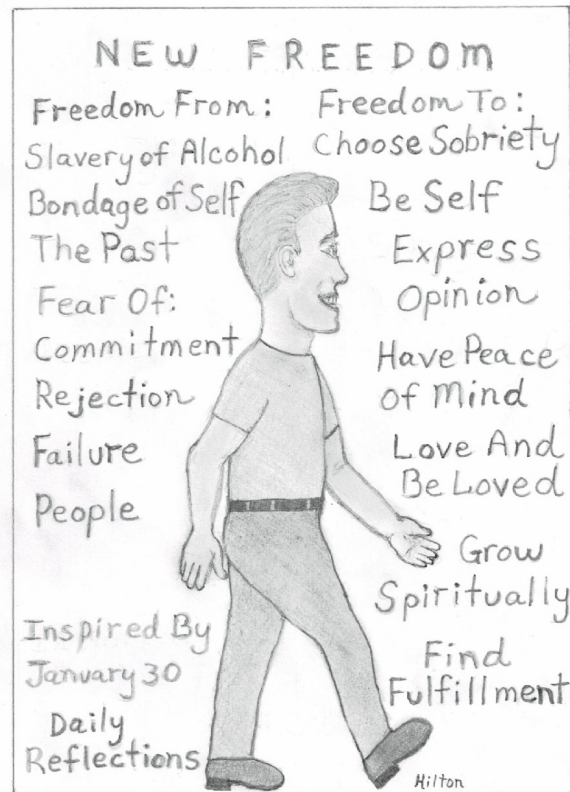 NEW FREEDOM
Freedom From:
Slavery of Alcohol
Bondage of Self
The Past
Fear Of:
Commitment
Rejection
Failure
People
Inspired By
January 30
Daily
Reflections
Freedom To:
Choose Sobriety
Be Self
Express
Opinion
Have Peace
of Mind
Love And
Be Loved
Grow
Spiritually
Find
Fulfillment
Hilton